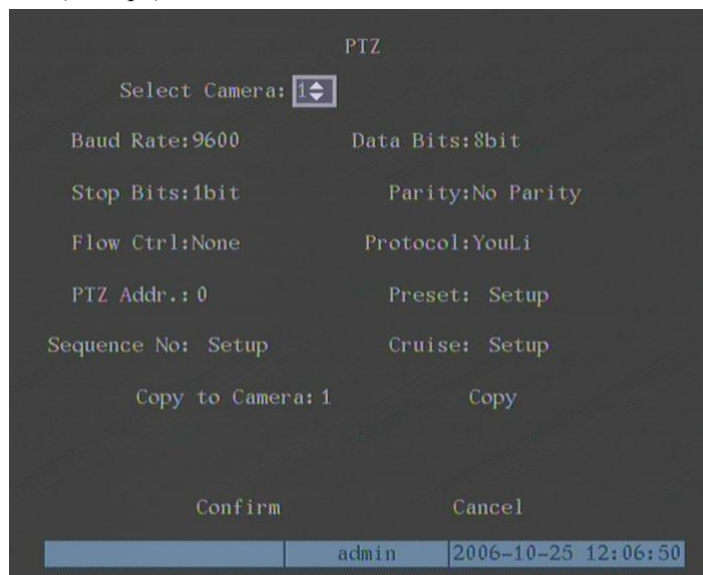 PTZ
Select Camera: 1
Baud Rate:9600 Data Bits:8bit
Stop Bits:1bit Parity:No Parity
Flow Ctrl:None Protocol:YouLi
PTZ Addr.:0 Preset: Setup
Sequence No: Setup Cruise: Setup
Copy to Camera:1 Copy
Confirm Cancel
admin 2006-10-25 12:06:50